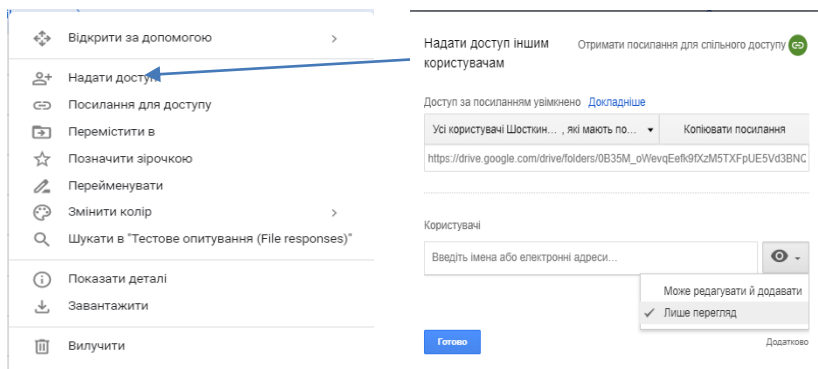 Відкрити за допомогою
Надати доступ
Посилання для доступу
Перемістити в
Позначити зірочкою
Перейменувати
Змінити колір
Шукати в "Тестове опитування (File responses)"
Показати деталі
Завантажити
Вилучити
Надати доступ іншим користувачам
Отримати посилання для спільного доступу
Доступ за посиланням увімкнено Докладніше
Усі користувачі Шосткин... , які мають по...
Копіювати посилання
https://drive.google.com/drive/folders/0B35M_oWevqEefk9fXzM5TXFpUE5Vd3BNC
Користувачі
Введіть імена або електронні адреси...
Може редагувати й додавати
Лише перегляд
Готово
Додатково